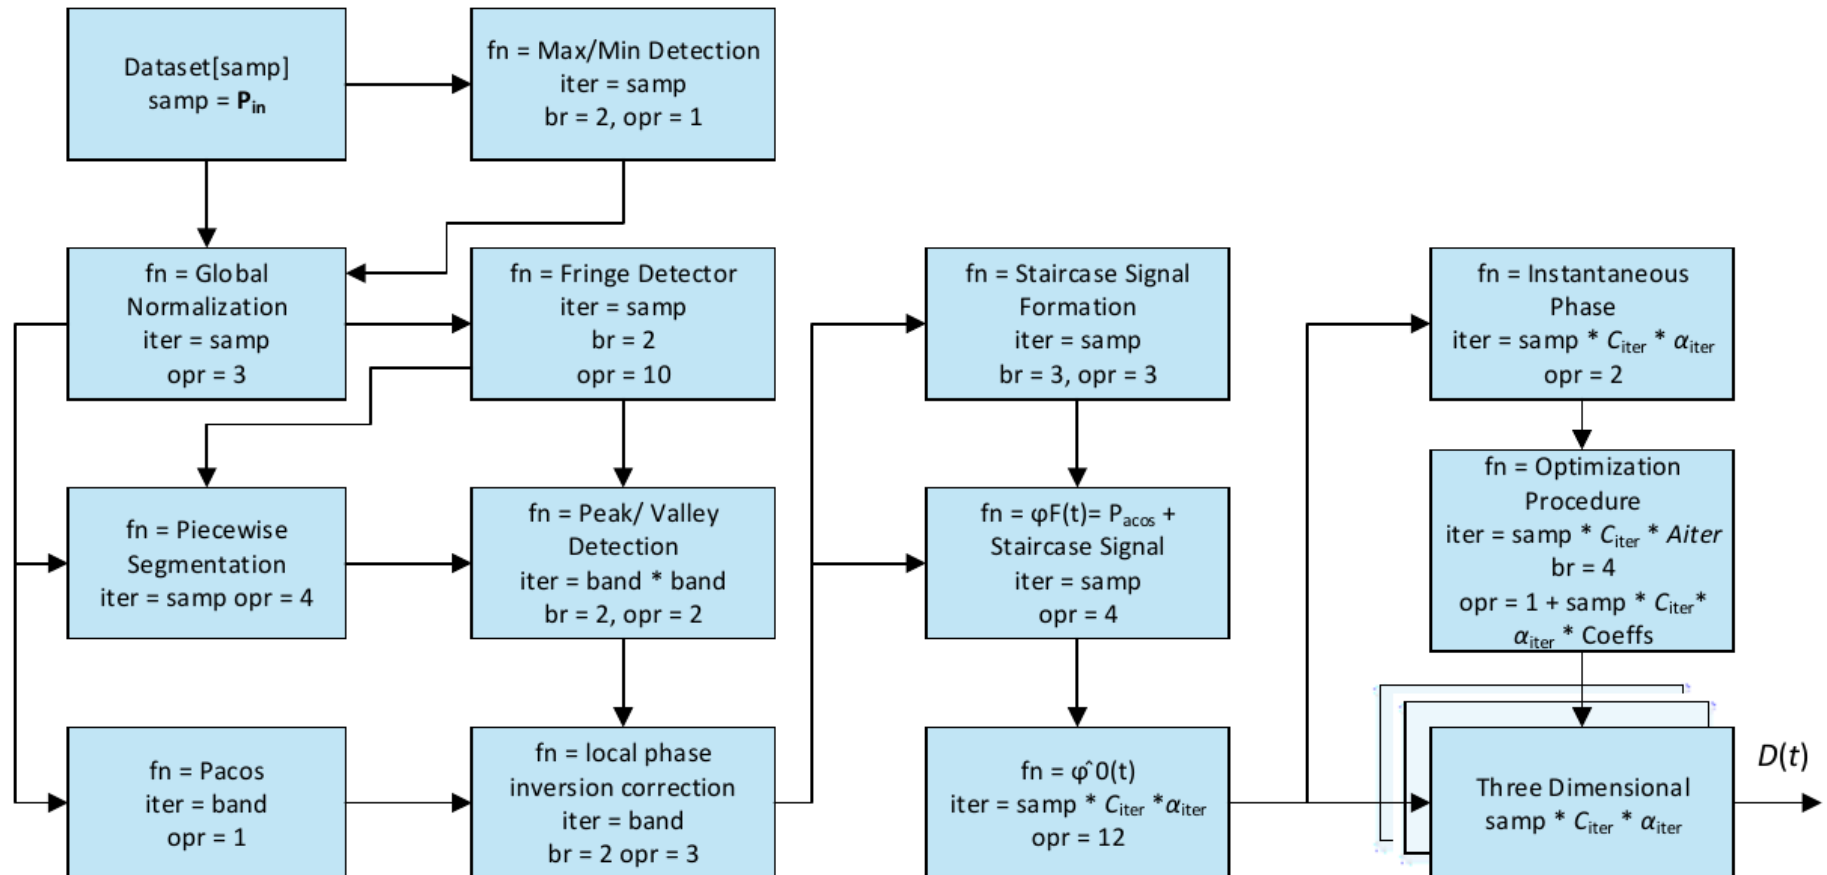 Dataset[samp]
samp = Pin
fn = Max/Min Detection
iter = samp
br = 2, opr = 1
fn = Global
Normalization
iter = samp
opr = 3
fn = Fringe Detector
iter = samp
br = 2
opr = 10
fn = Staircase Signal
Formation
iter = samp
br = 3, opr = 3
fn = Instantaneous
Phase
iter = samp * Citer * αiter
opr = 2
fn = Piecewise
Segmentation
iter = samp opr = 4
fn = Peak/ Valley
Detection
iter = band * band
br = 2, opr = 2
fn = φF(t)= Pacos +
Staircase Signal
iter = samp
opr = 4
fn = Optimization
Procedure
iter = samp * Citer * Aiter
br = 4
opr = 1 + samp * Citer*
αiter * Coeffs
fn = Pacos
iter = band
opr = 1
fn = local phase
inversion correction
iter = band
br = 2 opr = 3
fn = φ^0(t)
iter = samp * Citer *αiter
opr = 12
Three Dimensional
samp * Citer * αiter
D(t)